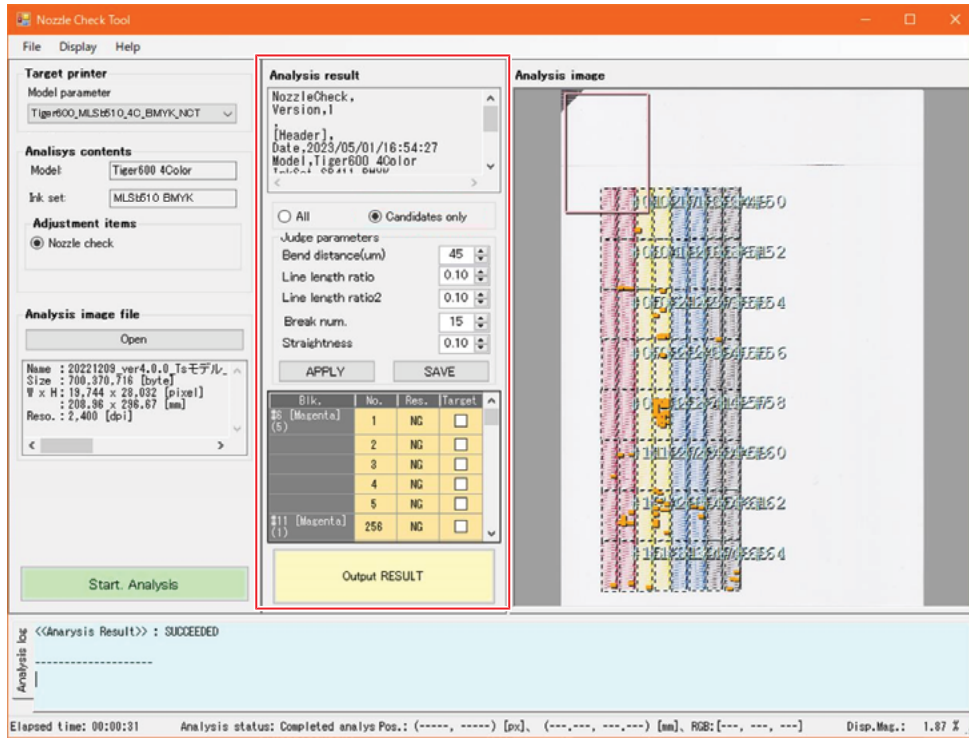 Nozzle Check Tool
File Display Help
Target printer
Model parameter
Analisys contents
Model: Tiger600 4Color
Ink set:
Adjustment items
Nozzle check
Analysis image file
Open
Name : 20221209_ver4.0.0_Tsモデル_
Size : 700,370,716 [byte]
W x H: 19,744 x 28,032 [pixel]
: 208.96 x 296.67 [mm]
Reso. : 2,400 [dpi]
Start. Analysis
Analysis result
NozzleCheck,
Version,1
,
[Header],
Date,2023/05/01/16:54:27
Model,Tiger600 4Color
All Candidates only
Judge parameters
Bend distance(um) 45
Line length ratio 0.10
Line length ratio2 0.10
Break num. 15
Straightness 0.10
APPLY SAVE
Blk. No. Res. Target
#6 [Magenta] (5) 1 NG
2 NG
3 NG
4 NG
5 NG
#11 [Magenta] (1) 256 NG
Output RESULT
Analysis image
Analysis log
<<Anarysis Result>> : SUCCEEDED
--------------------
Elapsed time: 00:00:31 Analysis status: Completed analys Pos.: (-----, -----) [px]、 (---.---, ---.---) [mm]、 RGB:[---, ---, ---] Disp.Mag.: 1.87 %